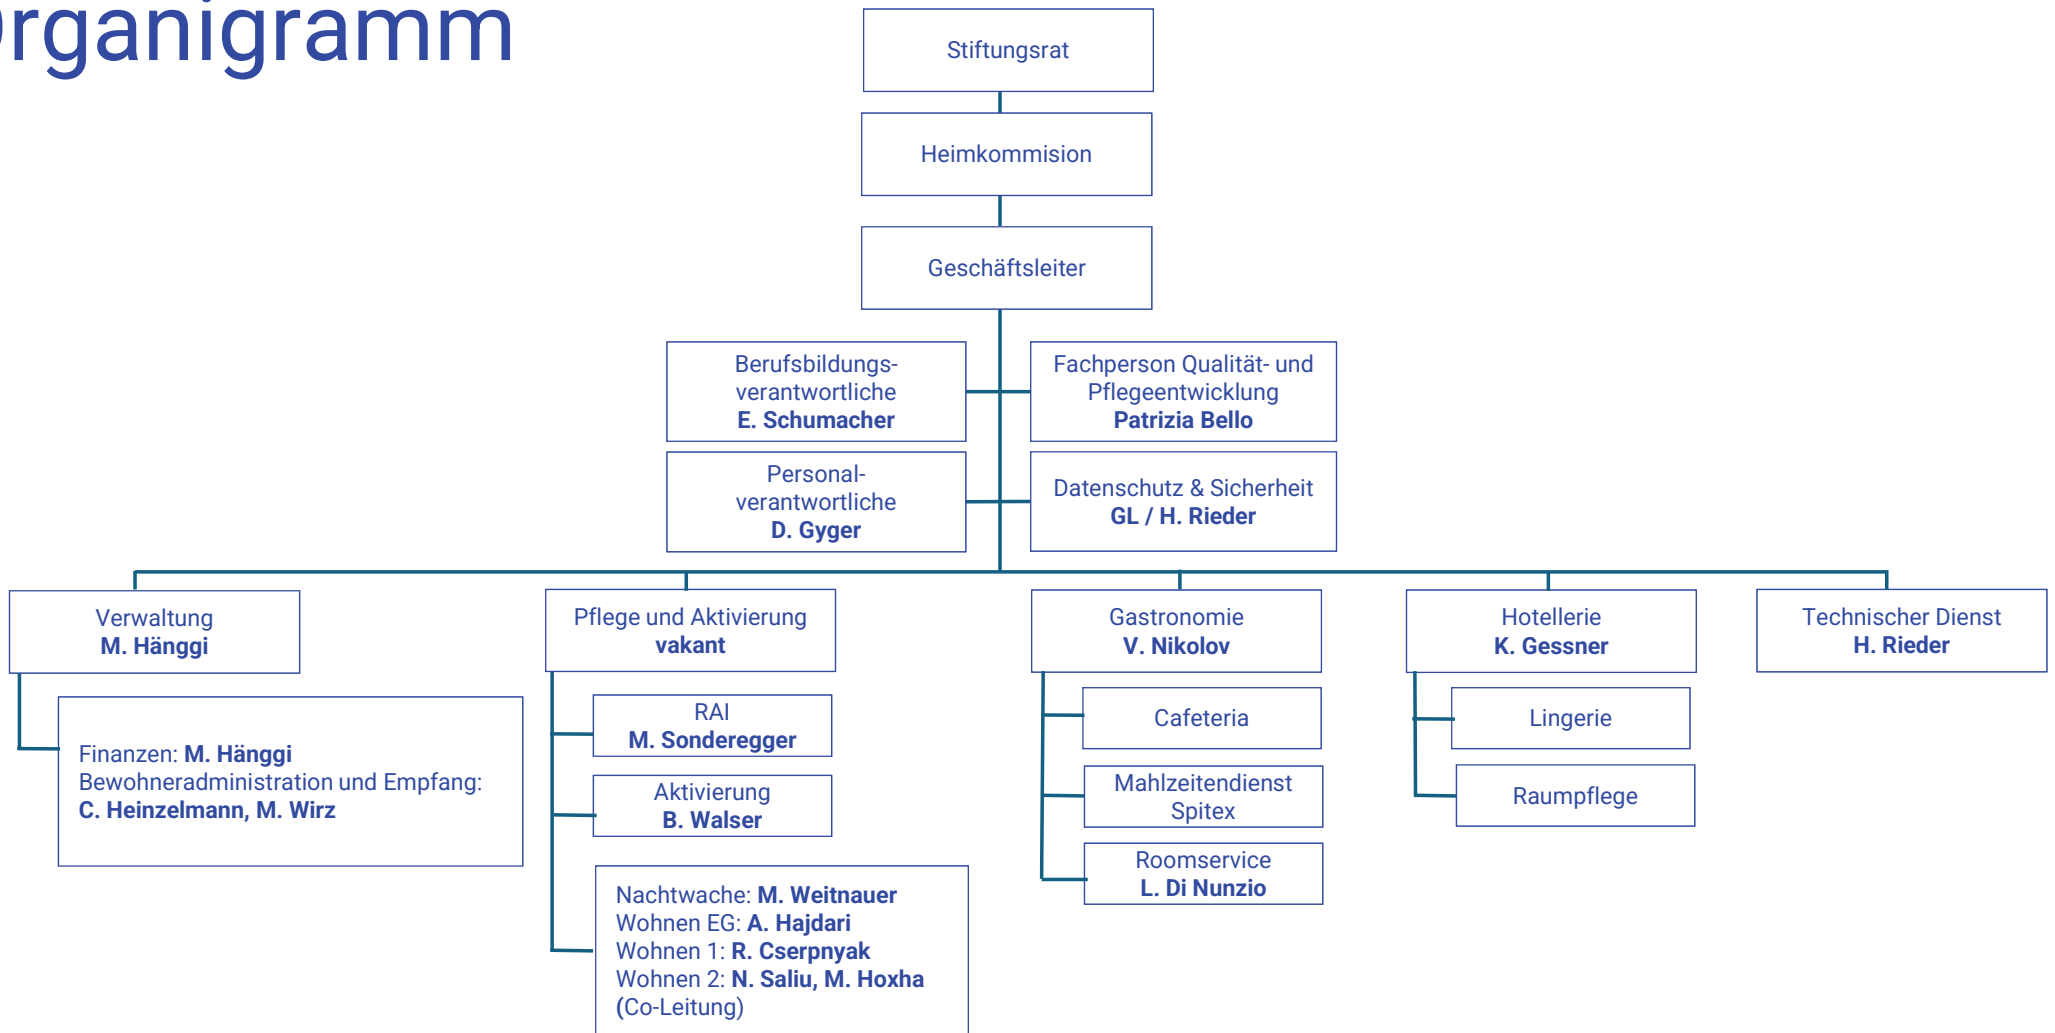 Organigramm
Stiftungsrat
Heimkommision
Geschäftsleiter
Berufsbildungs-
verantwortliche
E. Schumacher
Fachperson Qualität- und
Pflegeentwicklung
Patrizia Bello
Personal-
verantwortliche
D. Gyger
Datenschutz & Sicherheit
GL / H. Rieder
Verwaltung
M. Hänggi
Pflege und Aktivierung
vakant
Gastronomie
V. Nikolov
Hotellerie
K. Gessner
Technischer Dienst
H. Rieder
Finanzen: M. Hänggi
Bewohneradministration und Empfang:
C. Heinzelmann, M. Wirz
RAI
M. Sonderegger
Aktivierung
B. Walser
Nachtwache: M. Weitnauer
Wohnen EG: A. Hajdari
Wohnen 1: R. Cserpnyak
Wohnen 2: N. Saliu, M. Hoxha
(Co-Leitung)
Cafeteria
Mahlzeitendienst
Spitex
Roomservice
L. Di Nunzio
Lingerie
Raumpflege